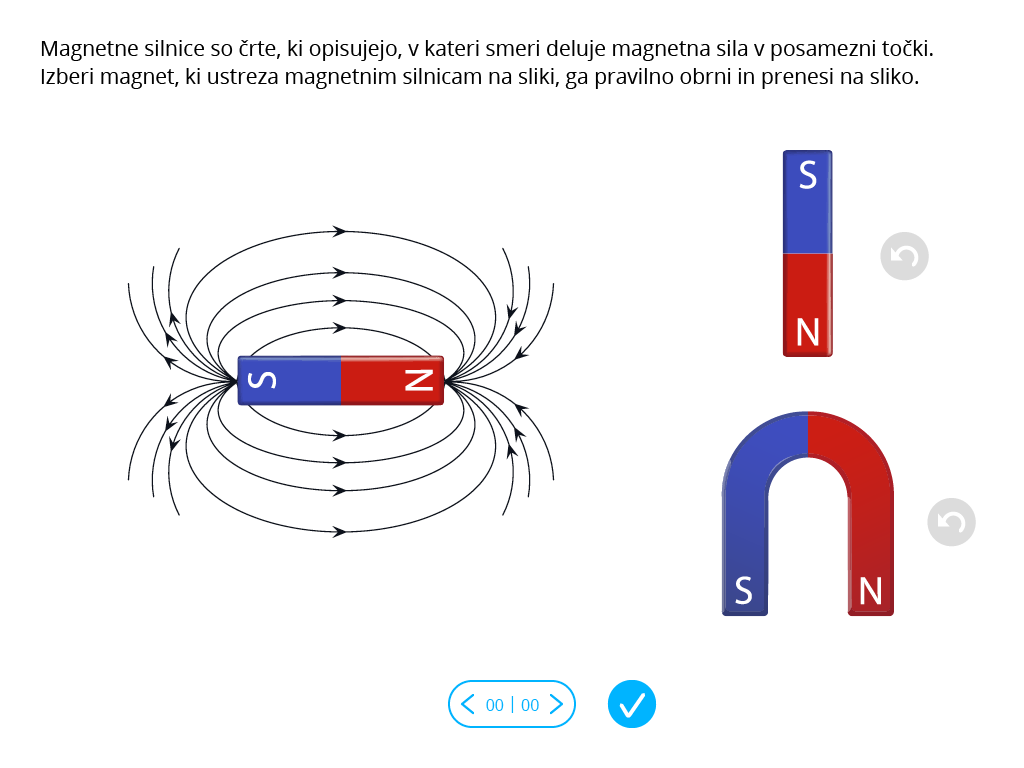 Magnetne silnice so črte, ki opisujejo, v kateri smeri deluje magnetna sila v posamezni točki.
Izberi magnet, ki ustreza magnetnim silnicam na sliki, ga pravilno obrni in prenesi na sliko.
S
N
S N
S N
00 | 00